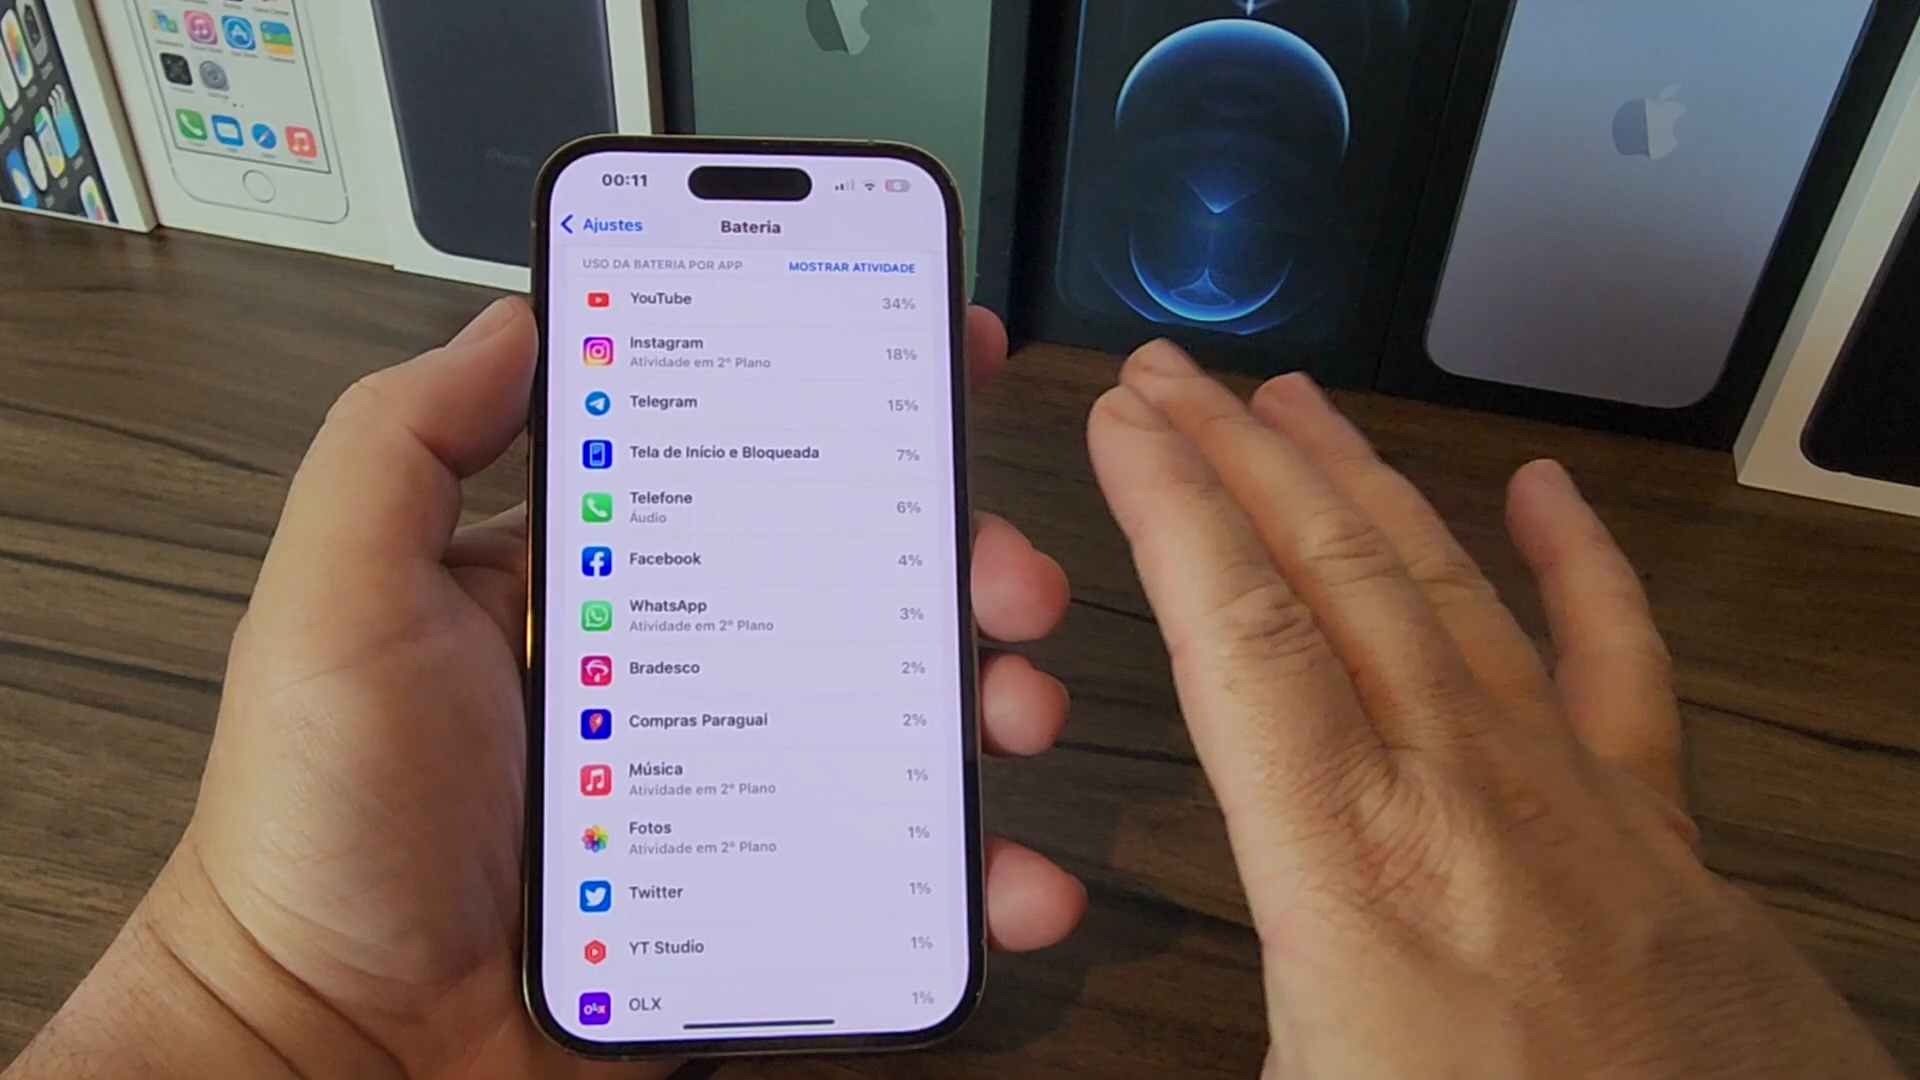 00:11
Ajustes
Bateria
USO DA BATERIA POR APP
MOSTRAR ATIVIDADE
YouTube
34%
Instagram
Atividade em 2º Plano
18%
Telegram
15%
Tela de Início e Bloqueada
7%
Telefone
Áudio
6%
Facebook
4%
WhatsApp
Atividade em 2º Plano
3%
Bradesco
2%
Compras Paraguai
2%
Música
Atividade em 2º Plano
1%
Fotos
Atividade em 2º Plano
1%
Twitter
1%
YT Studio
1%
OLX
OLX
1%